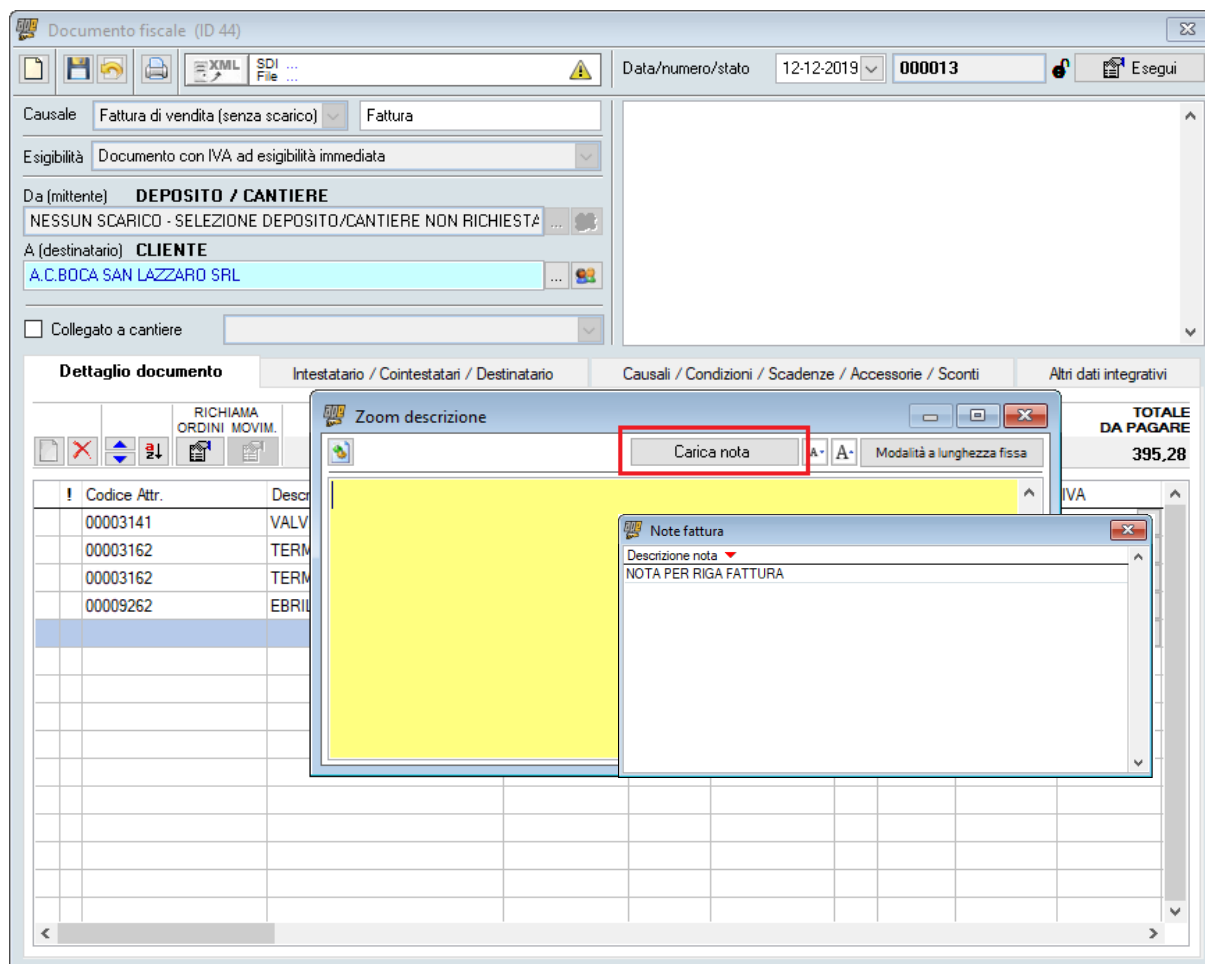 Documento fiscale (ID 44)
XML SDI ...
File ...
Data/numero/stato 12-12-2019 000013 Esegui
Causale Fattura di vendita (senza scarico) Fattura
Esigibilità Documento con IVA ad esigibilità immediata
Da (mittente) DEPOSITO / CANTIERE
NESSUN SCARICO - SELEZIONE DEPOSITO/CANTIERE NON RICHIESTA ...
A (destinatario) CLIENTE
A.C.BOCA SAN LAZZARO SRL ...
Collegato a cantiere
Dettaglio documento Intestatario / Cointestatari / Destinatario Causali / Condizioni / Scadenze / Accessorie / Sconti Altri dati integrativi
RICHIAMA
ORDINI MOVIM.
TOTALE
DA PAGARE
395,28
Zoom descrizione
Carica nota A- A- Modalità a lunghezza fissa
! Codice Attr. Descr IVA
00003141 VALV
00003162 TERM
00003162 TERM
00009262 EBRIL
Note fattura
Descrizione nota
NOTA PER RIGA FATTURA